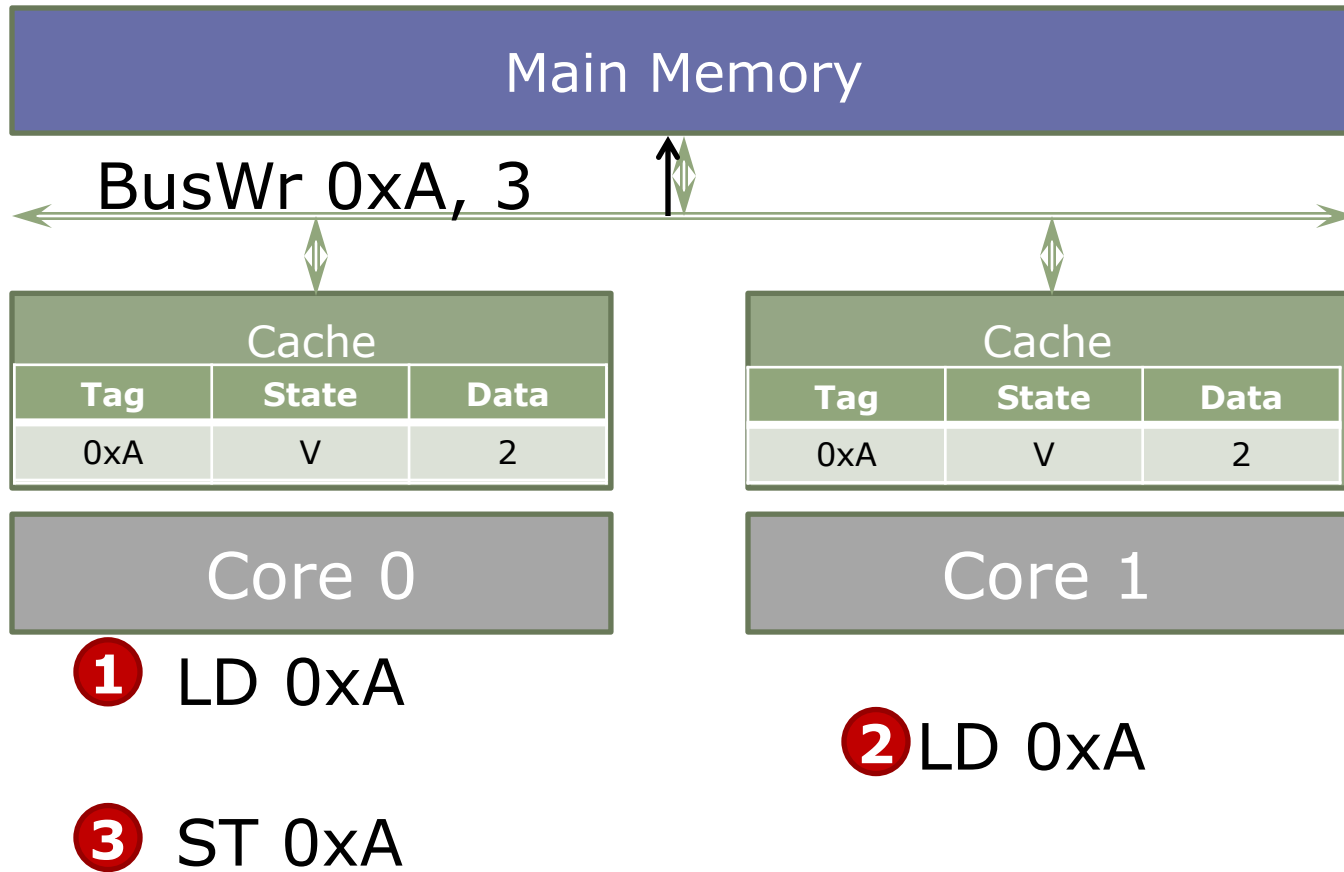 Main Memory
BusWr 0xA, 3
Cache
Tag State Data
0xA V 2
Cache
Tag State Data
0xA V 2
Core 0
Core 1
1 LD 0xA
2 LD 0xA
3 ST 0xA